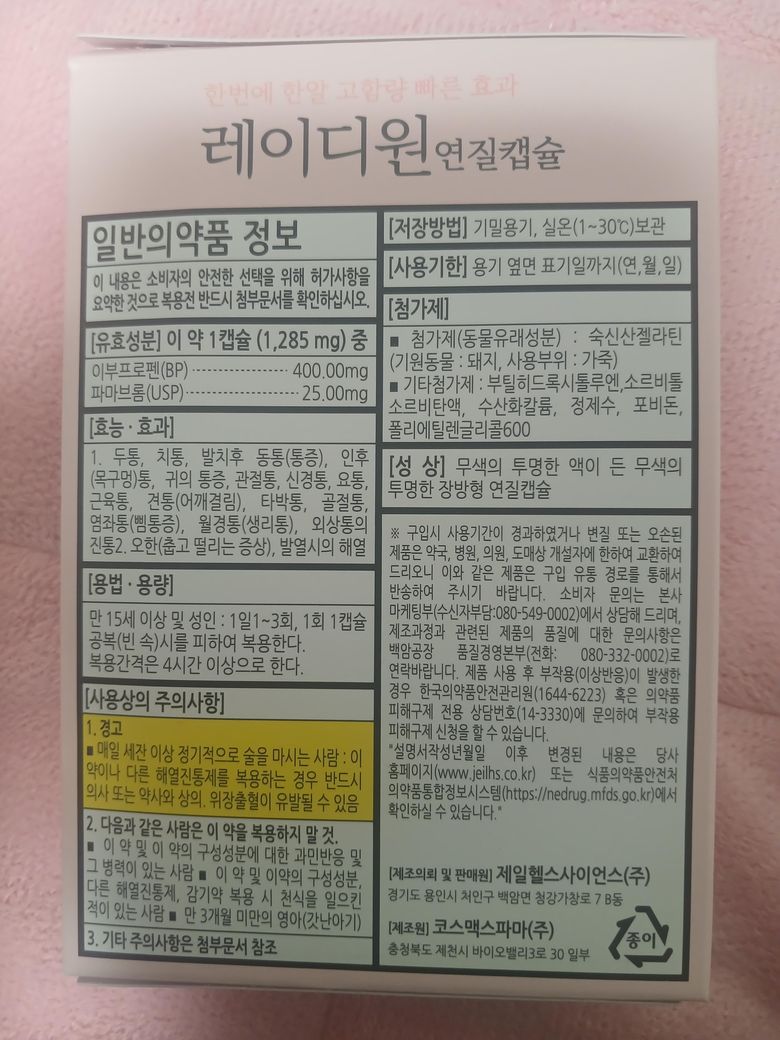 한번에 한알 고함량 빠른 효과
레이디원 연질캡슐
일반의약품 정보
이 내용은 소비자의 안전한 선택을 위해 허가사항을
요약한 것으로 복용전 반드시 첨부문서를 확인하십시오.
[유효성분] 이 약 1캡슐 (1,285 mg) 중
이부프로펜(BP) ·················· 400.00mg
파마브롬(USP) ·················· 25.00mg
[효능 · 효과]
1. 두통, 치통, 발치후 동통(통증), 인후
(목구멍)통, 귀의 통증, 관절통, 신경통, 요통,
근육통, 견통(어깨결림), 타박통, 골절통,
염좌통(삠통증), 월경통(생리통), 외상통의
진통2. 오한(춥고 떨리는 증상), 발열시의 해열
[용법 · 용량]
만 15세 이상 및 성인 : 1일1~3회, 1회 1캡슐
공복(빈 속)시를 피하여 복용한다.
복용간격은 4시간 이상으로 한다.
[사용상의 주의사항]
1. 경고
■ 매일 세잔 이상 정기적으로 술을 마시는 사람 : 이
약이나 다른 해열진통제를 복용하는 경우 반드시
의사 또는 약사와 상의. 위장출혈이 유발될 수 있음
2. 다음과 같은 사람은 이 약을 복용하지 말 것.
■ 이 약 및 이 약의 구성성분에 대한 과민반응 및
그 병력이 있는 사람 ■ 이 약 및 이약의 구성성분,
다른 해열진통제, 감기약 복용 시 천식을 일으킨
적이 있는 사람 ■ 만 3개월 미만의 영아(갓난아기)
3. 기타 주의사항은 첨부문서 참조
[저장방법] 기밀용기, 실온(1~30℃)보관
[사용기한] 용기 옆면 표기일까지(연,월,일)
[첨가제]
■ 첨가제(동물유래성분) : 숙신산젤라틴
(기원동물 : 돼지, 사용부위 : 가죽)
■ 기타첨가제 : 부틸히드록시톨루엔,소르비톨
소르비탄액, 수산화칼륨, 정제수, 포비돈,
폴리에틸렌글리콜600
[성 상] 무색의 투명한 액이 든 무색의
투명한 장방형 연질캡슐
※ 구입시 사용기간이 경과하였거나 변질 또는 오손된
제품은 약국, 병원, 의원, 도매상 개설자에 한하여 교환하여
드리오니 이와 같은 제품은 구입 유통 경로를 통해서
반송하여 주시기 바랍니다. 소비자 문의는 본사
마케팅부(수신자부담:080-549-0002)에서 상담해 드리며,
제조과정과 관련된 제품의 품질에 대한 문의사항은
백암공장 품질경영본부(전화: 080-332-0002)로
연락바랍니다. 제품 사용 후 부작용(이상반응)이 발생한
경우 한국의약품안전관리원(1644-6223) 혹은 의약품
피해구제 전용 상담번호(14-3330)에 문의하여 부작용
피해구제 신청을 할 수 있습니다.
"설명서작성년월일 이후 변경된 내용은 당사
홈페이지(www.jeilhs.co.kr) 또는 식품의약품안전처
의약품통합정보시스템(https://nedrug.mfds.go.kr)에서
확인하실 수 있습니다."
[제조의뢰 및 판매원] 제일헬스사이언스(주)
경기도 용인시 처인구 백암면 청강가창로 7 B동
[제조원] 코스맥스파마(주)
충청북도 제천시 바이오밸리3로 30 일부
종이